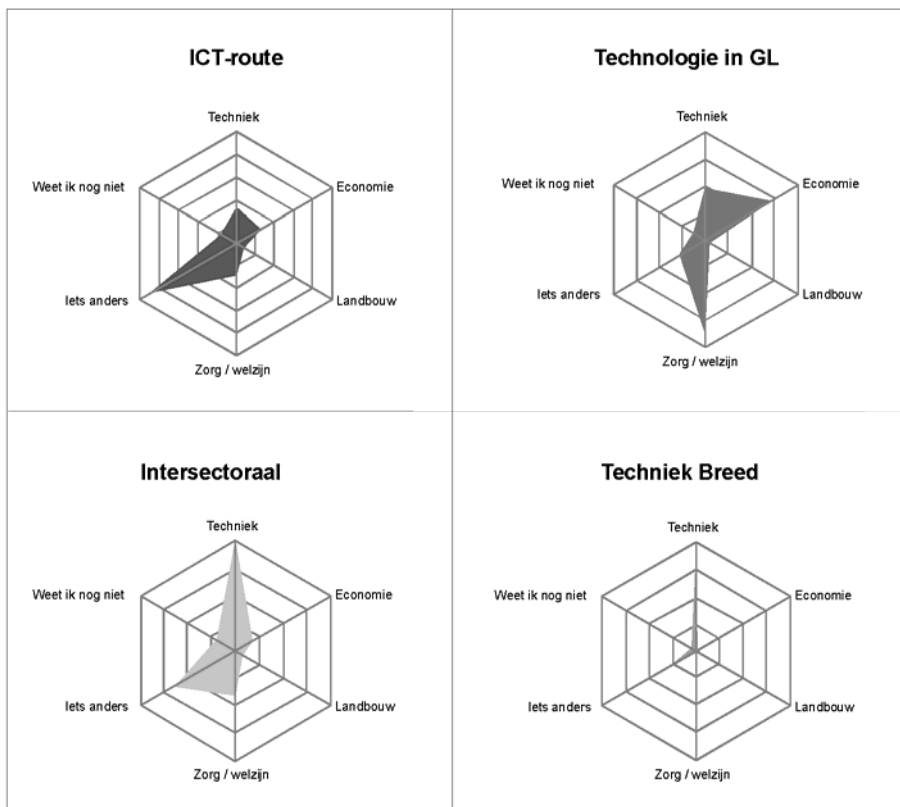 ICT-route
Techniek
Weet ik nog niet
Economie
Iets anders
Landbouw
Zorg / welzijn
Technologie in GL
Techniek
Weet ik nog niet
Economie
Iets anders
Landbouw
Zorg / welzijn
Intersectoraal
Techniek
Weet ik nog niet
Economie
Iets anders
Landbouw
Zorg / welzijn
Techniek Breed
Techniek
Weet ik nog niet
Economie
Iets anders
Landbouw
Zorg / welzijn